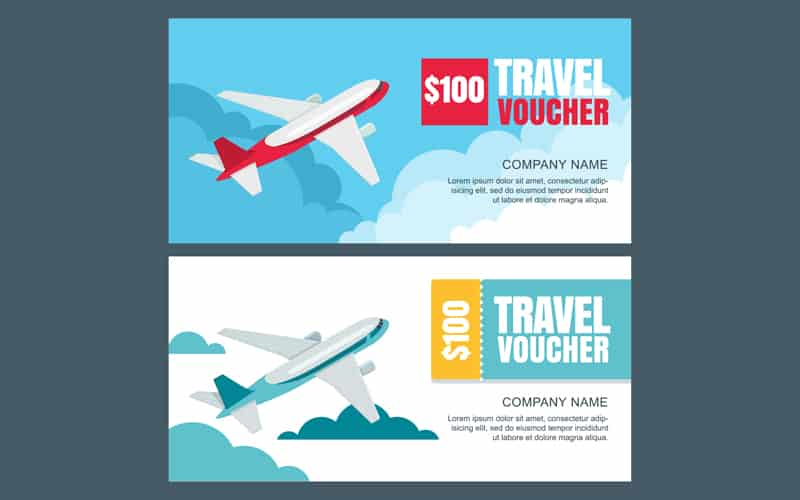 $100
TRAVEL
VOUCHER
COMPANY NAME
Lorem ipsum dolor sit amet, consectetur adip-
isicing elit, sed do eiusmod tempor incididunt
ut labore et dolore magna aliqua.
$100
TRAVEL
VOUCHER
COMPANY NAME
Lorem ipsum dolor sit amet, consectetur adip-
isicing elit, sed do eiusmod tempor incididunt
ut labore et dolore magna aliqua.